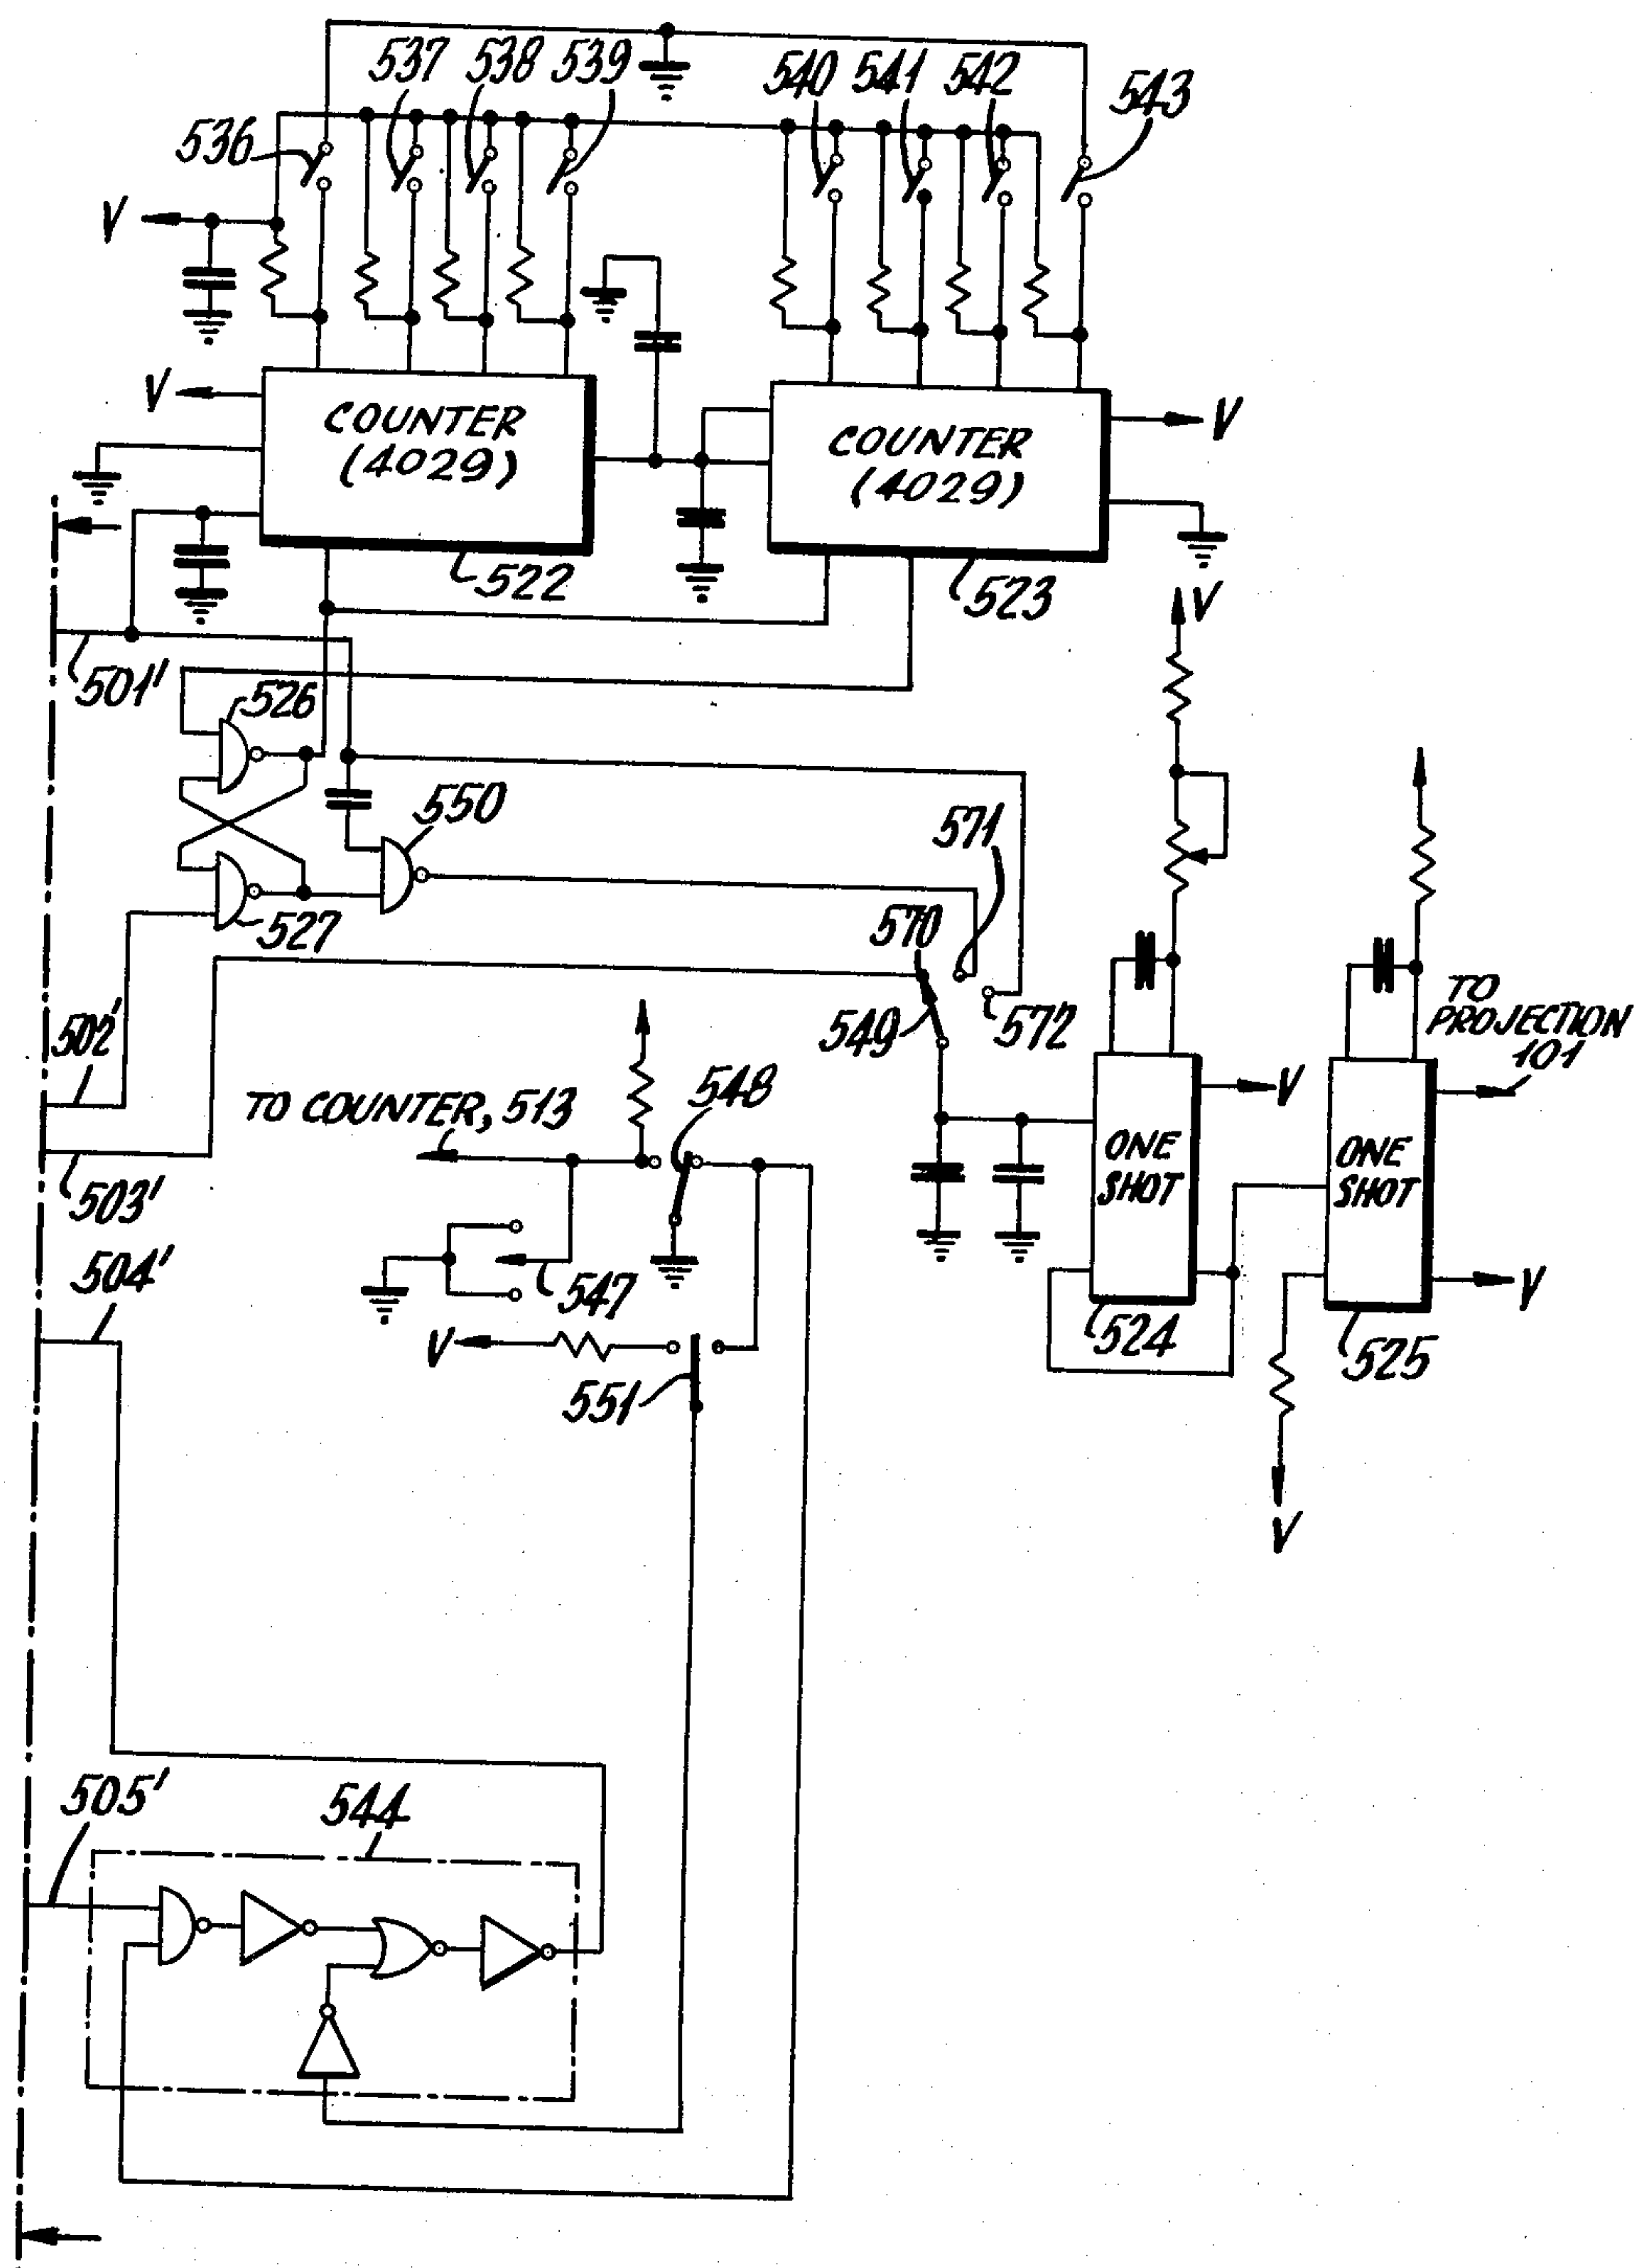 537 538 539
540 541 542
543
536
V
V
COUNTER
(4029)
COUNTER
(4029)
V
522
523
V
501'
526
550
571
527
570
502'
549
572
TO
PROJECTION
101
548
TO COUNTER, 513
V
ONE
SHOT
ONE
SHOT
503'
504'
547
V
V
524
525
551
V
505'
544